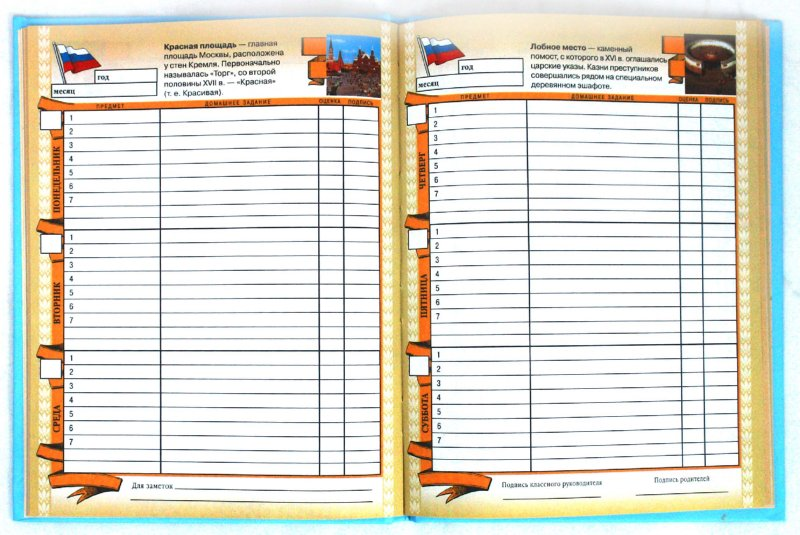 Красная площадь — главная
площадь Москвы, расположена
у стен Кремля. Первоначально
называлась «Торг», со второй
половины XVII в. — «Красная»
(т. е. Красивая).
год
месяц
ПРЕДМЕТ ДОМАШНЕЕ ЗАДАНИЕ ОЦЕНКА ПОДПИСЬ
ПОНЕДЕЛЬНИК
1
2
3
4
5
6
7
ВТОРНИК
1
2
3
4
5
6
7
СРЕДА
1
2
3
4
5
6
7
Для заметок
Лобное место — каменный
помост, с которого в XVI в. оглашались
царские указы. Казни преступников
совершались рядом на специальном
деревянном эшафоте.
год
месяц
ПРЕДМЕТ ДОМАШНЕЕ ЗАДАНИЕ ОЦЕНКА ПОДПИСЬ
ЧЕТВЕРГ
1
2
3
4
5
6
7
ПЯТНИЦА
1
2
3
4
5
6
7
СУББОТА
1
2
3
4
5
6
7
Подпись классного руководителя
Подпись родителей